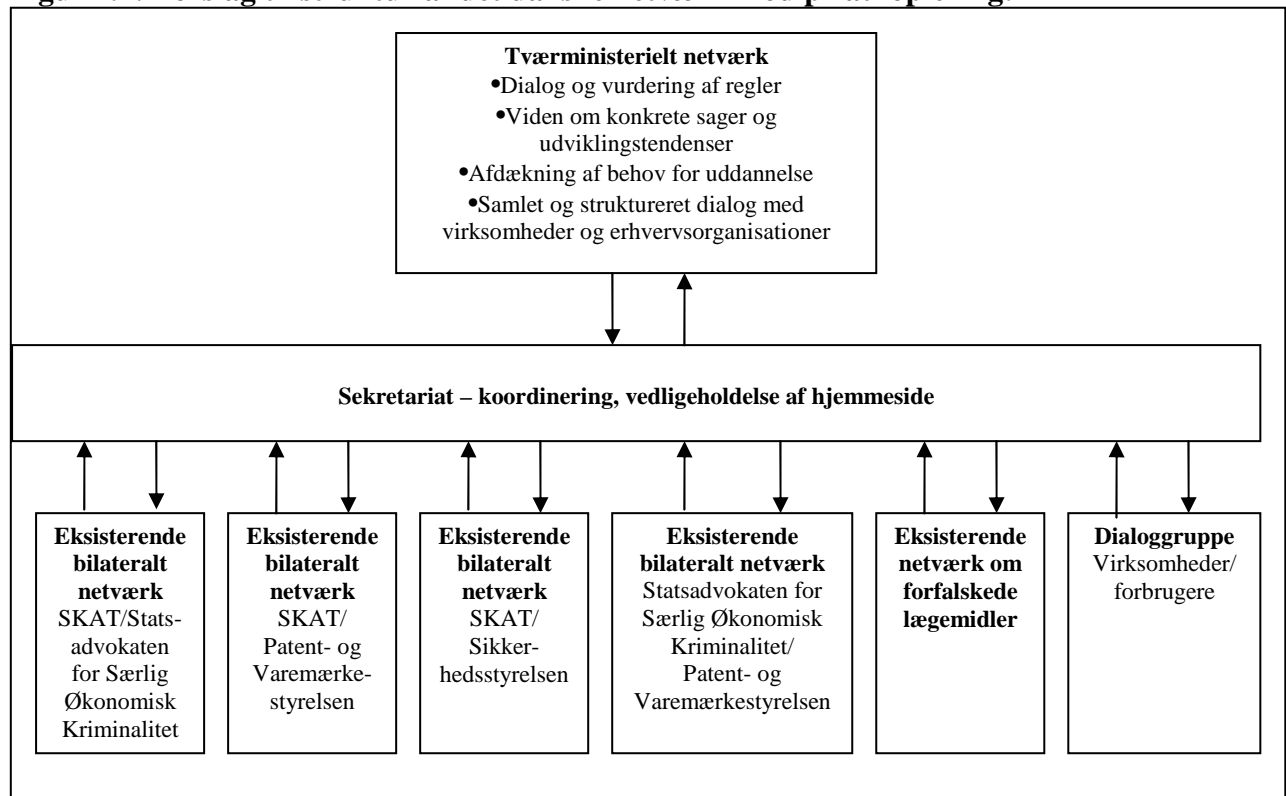 Tværministerielt netværk
•Dialog og vurdering af regler
•Viden om konkrete sager og
udviklingstendenser
•Afdækning af behov for uddannelse
•Samlet og struktureret dialog med
virksomheder og erhvervsorganisationer
Sekretariat – koordinering, vedligeholdelse af hjemmeside
Eksisterende
bilateralt
netværk
SKAT/Stats-
advokaten
for Særlig
Økonomisk
Kriminalitet
Eksisterende
bilateralt
netværk
SKAT/
Patent- og
Varemærke-
styrelsen
Eksisterende
bilateralt
netværk
SKAT/
Sikker-
hedsstyrelsen
Eksisterende
bilateralt netværk
Statsadvokaten for
Særlig Økonomisk
Kriminalitet/
Patent- og
Varemærkestyrelsen
Eksisterende
netværk om
forfalskede
lægemidler
Dialoggruppe
Virksomheder/
forbrugere